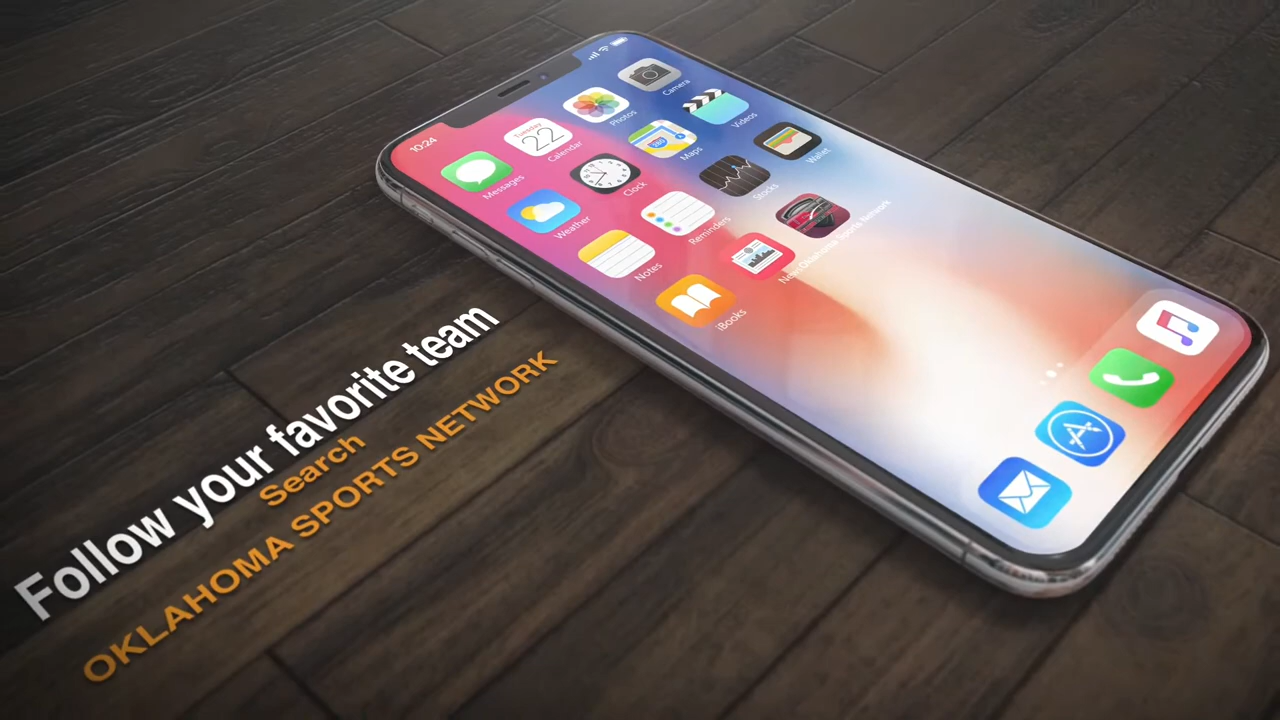 Follow your favorite team
Search
OKLAHOMA SPORTS NETWORK
10:24
Messages
Tuesday
22
Calendar
Photos
Camera
Weather
Clock
280
Maps
Videos
Notes
Reminders
Stocks
Wallet
iBooks
Oklahoma Sports Network